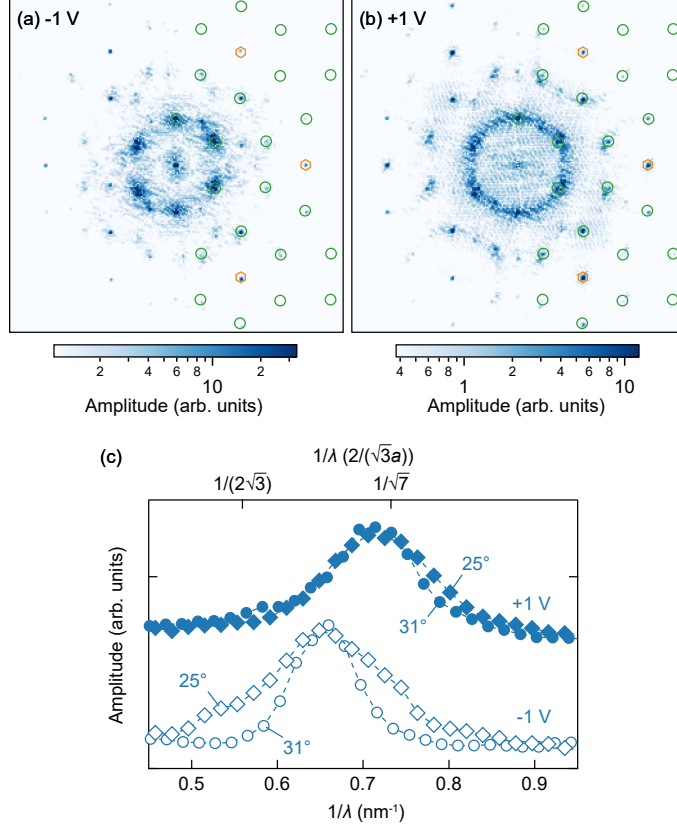 (a) -1 V
(b) +1 V
2 4 6 8 10 2
Amplitude (arb. units)
4 6 8 1 2 4 6 8 10
Amplitude (arb. units)
(c)
1/λ (2/(√3a))
1/(2√3) 1/√7
Amplitude (arb. units)
25°
31°
+1 V
25°
31°
-1 V
0.5 0.6 0.7 0.8 0.9
1/λ (nm⁻¹)